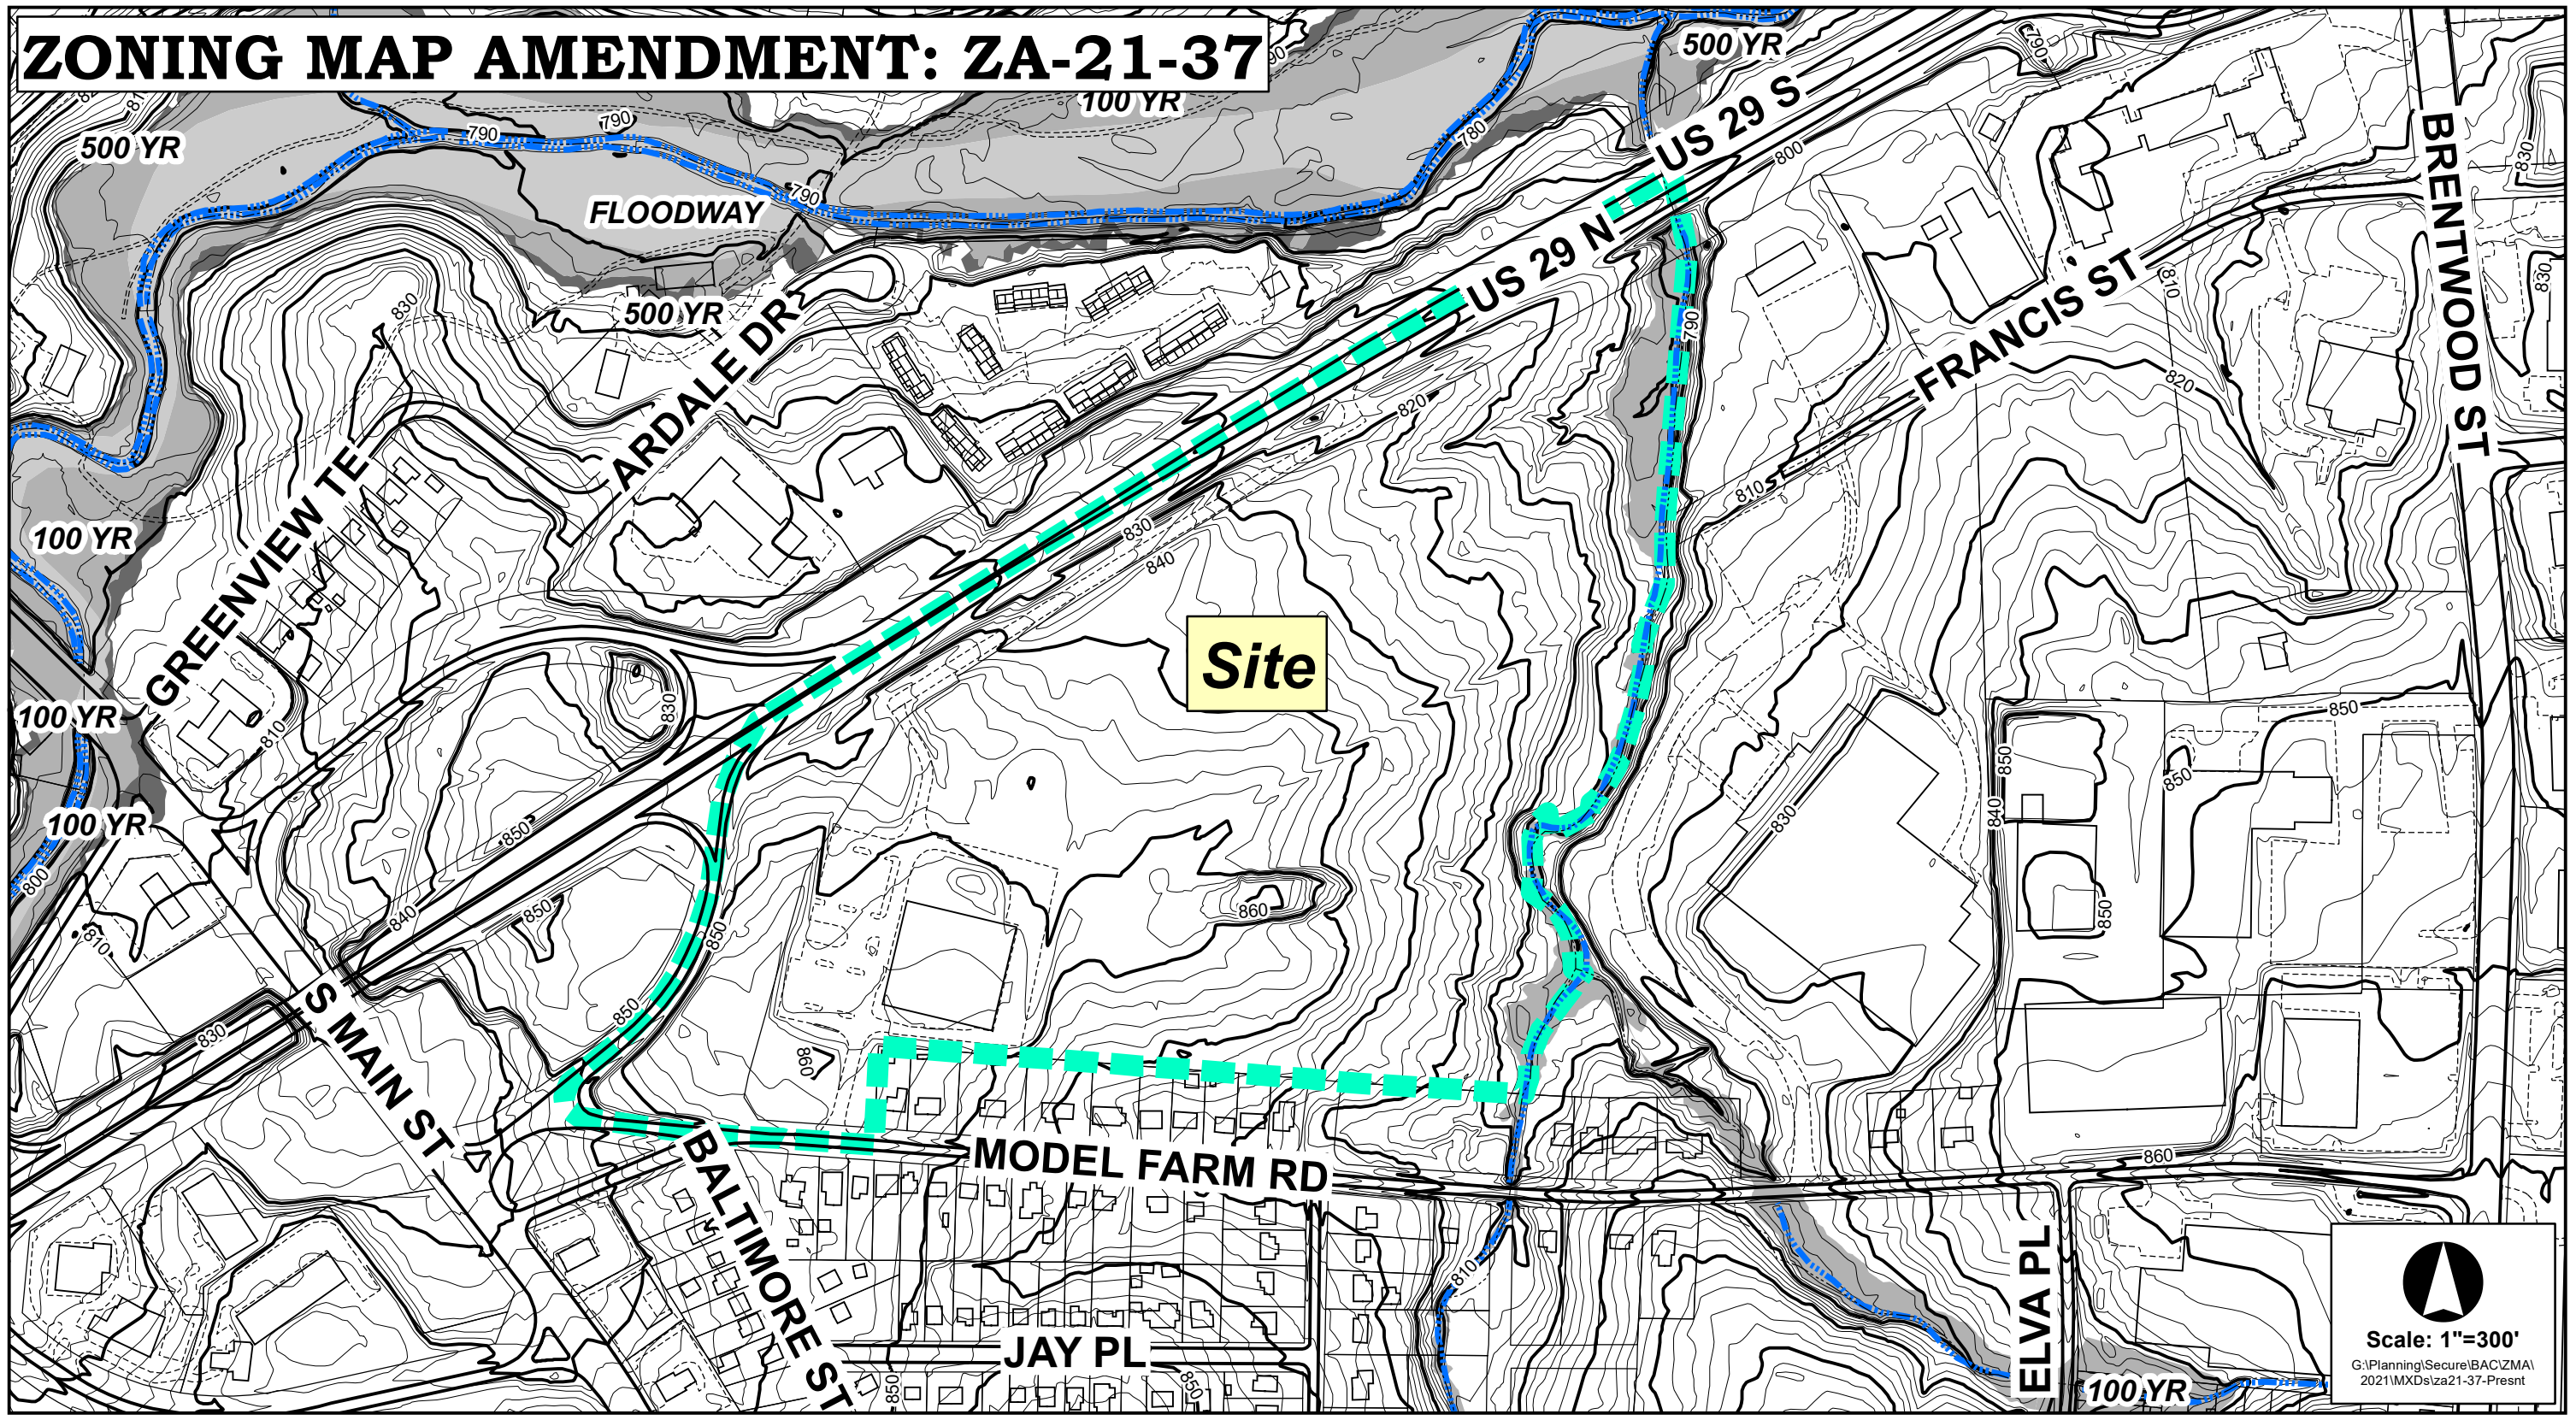 ZONING MAP AMENDMENT: ZA-21-37
500 YR
790
100 YR
790
500 YR
790
790
780
US 29 S
800
BRENTWOOD ST
830
790
FLOODWAY
830
500 YR
ARDALE DR
US 29 N
790
FRANCIS ST
810
830
820
820
GREENVIEW TE
100 YR
830
840
810
Site
100 YR
810
830
850
850
850
840
830
100 YR
800
850
850
840
860
850
850
810
S MAIN ST
830
850
860
BALTIMORE ST
MODEL FARM RD
860
810
ELVA PL
JAY PL
850
850
100 YR
Scale: 1"=300'
G:\Planning\Secure\BAC\ZMA\
2021\MXDs\za21-37-Presnt